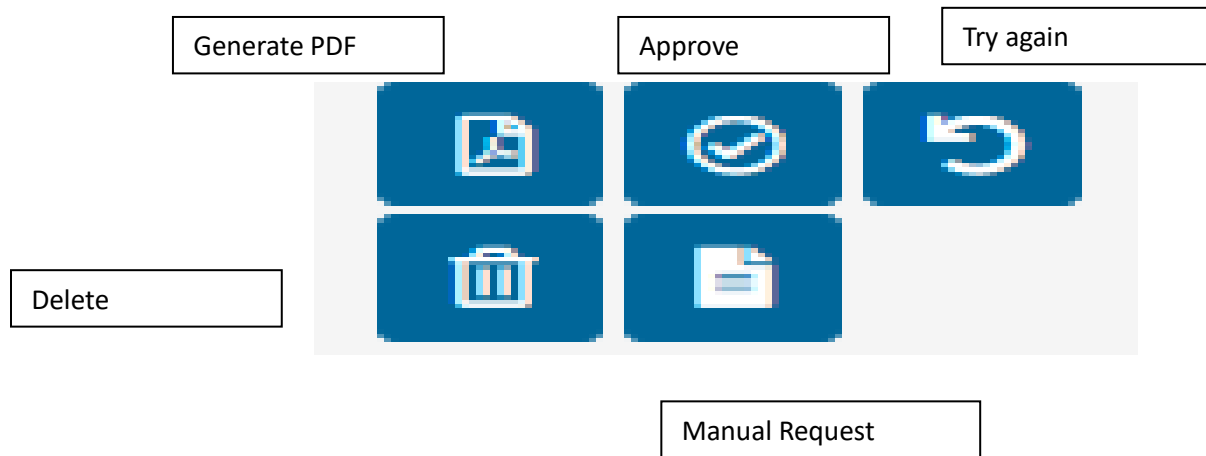 Generate PDF
Approve
Try again
Delete
Manual Request